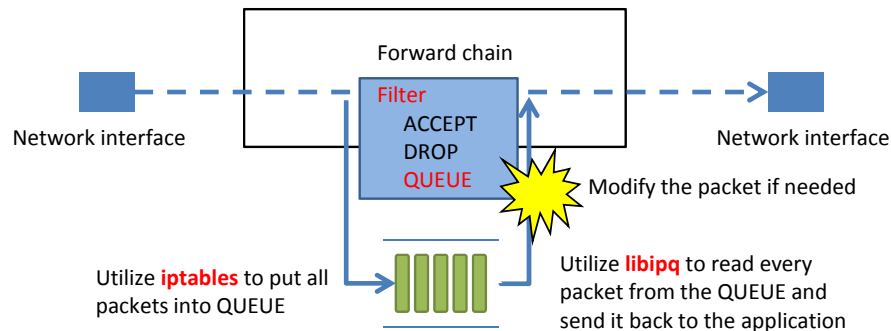 Forward chain
Filter
ACCEPT
DROP
QUEUE
Network interface
Network interface
Modify the packet if needed
Utilize iptables to put all
packets into QUEUE
Utilize libipq to read every
packet from the QUEUE and
send it back to the application